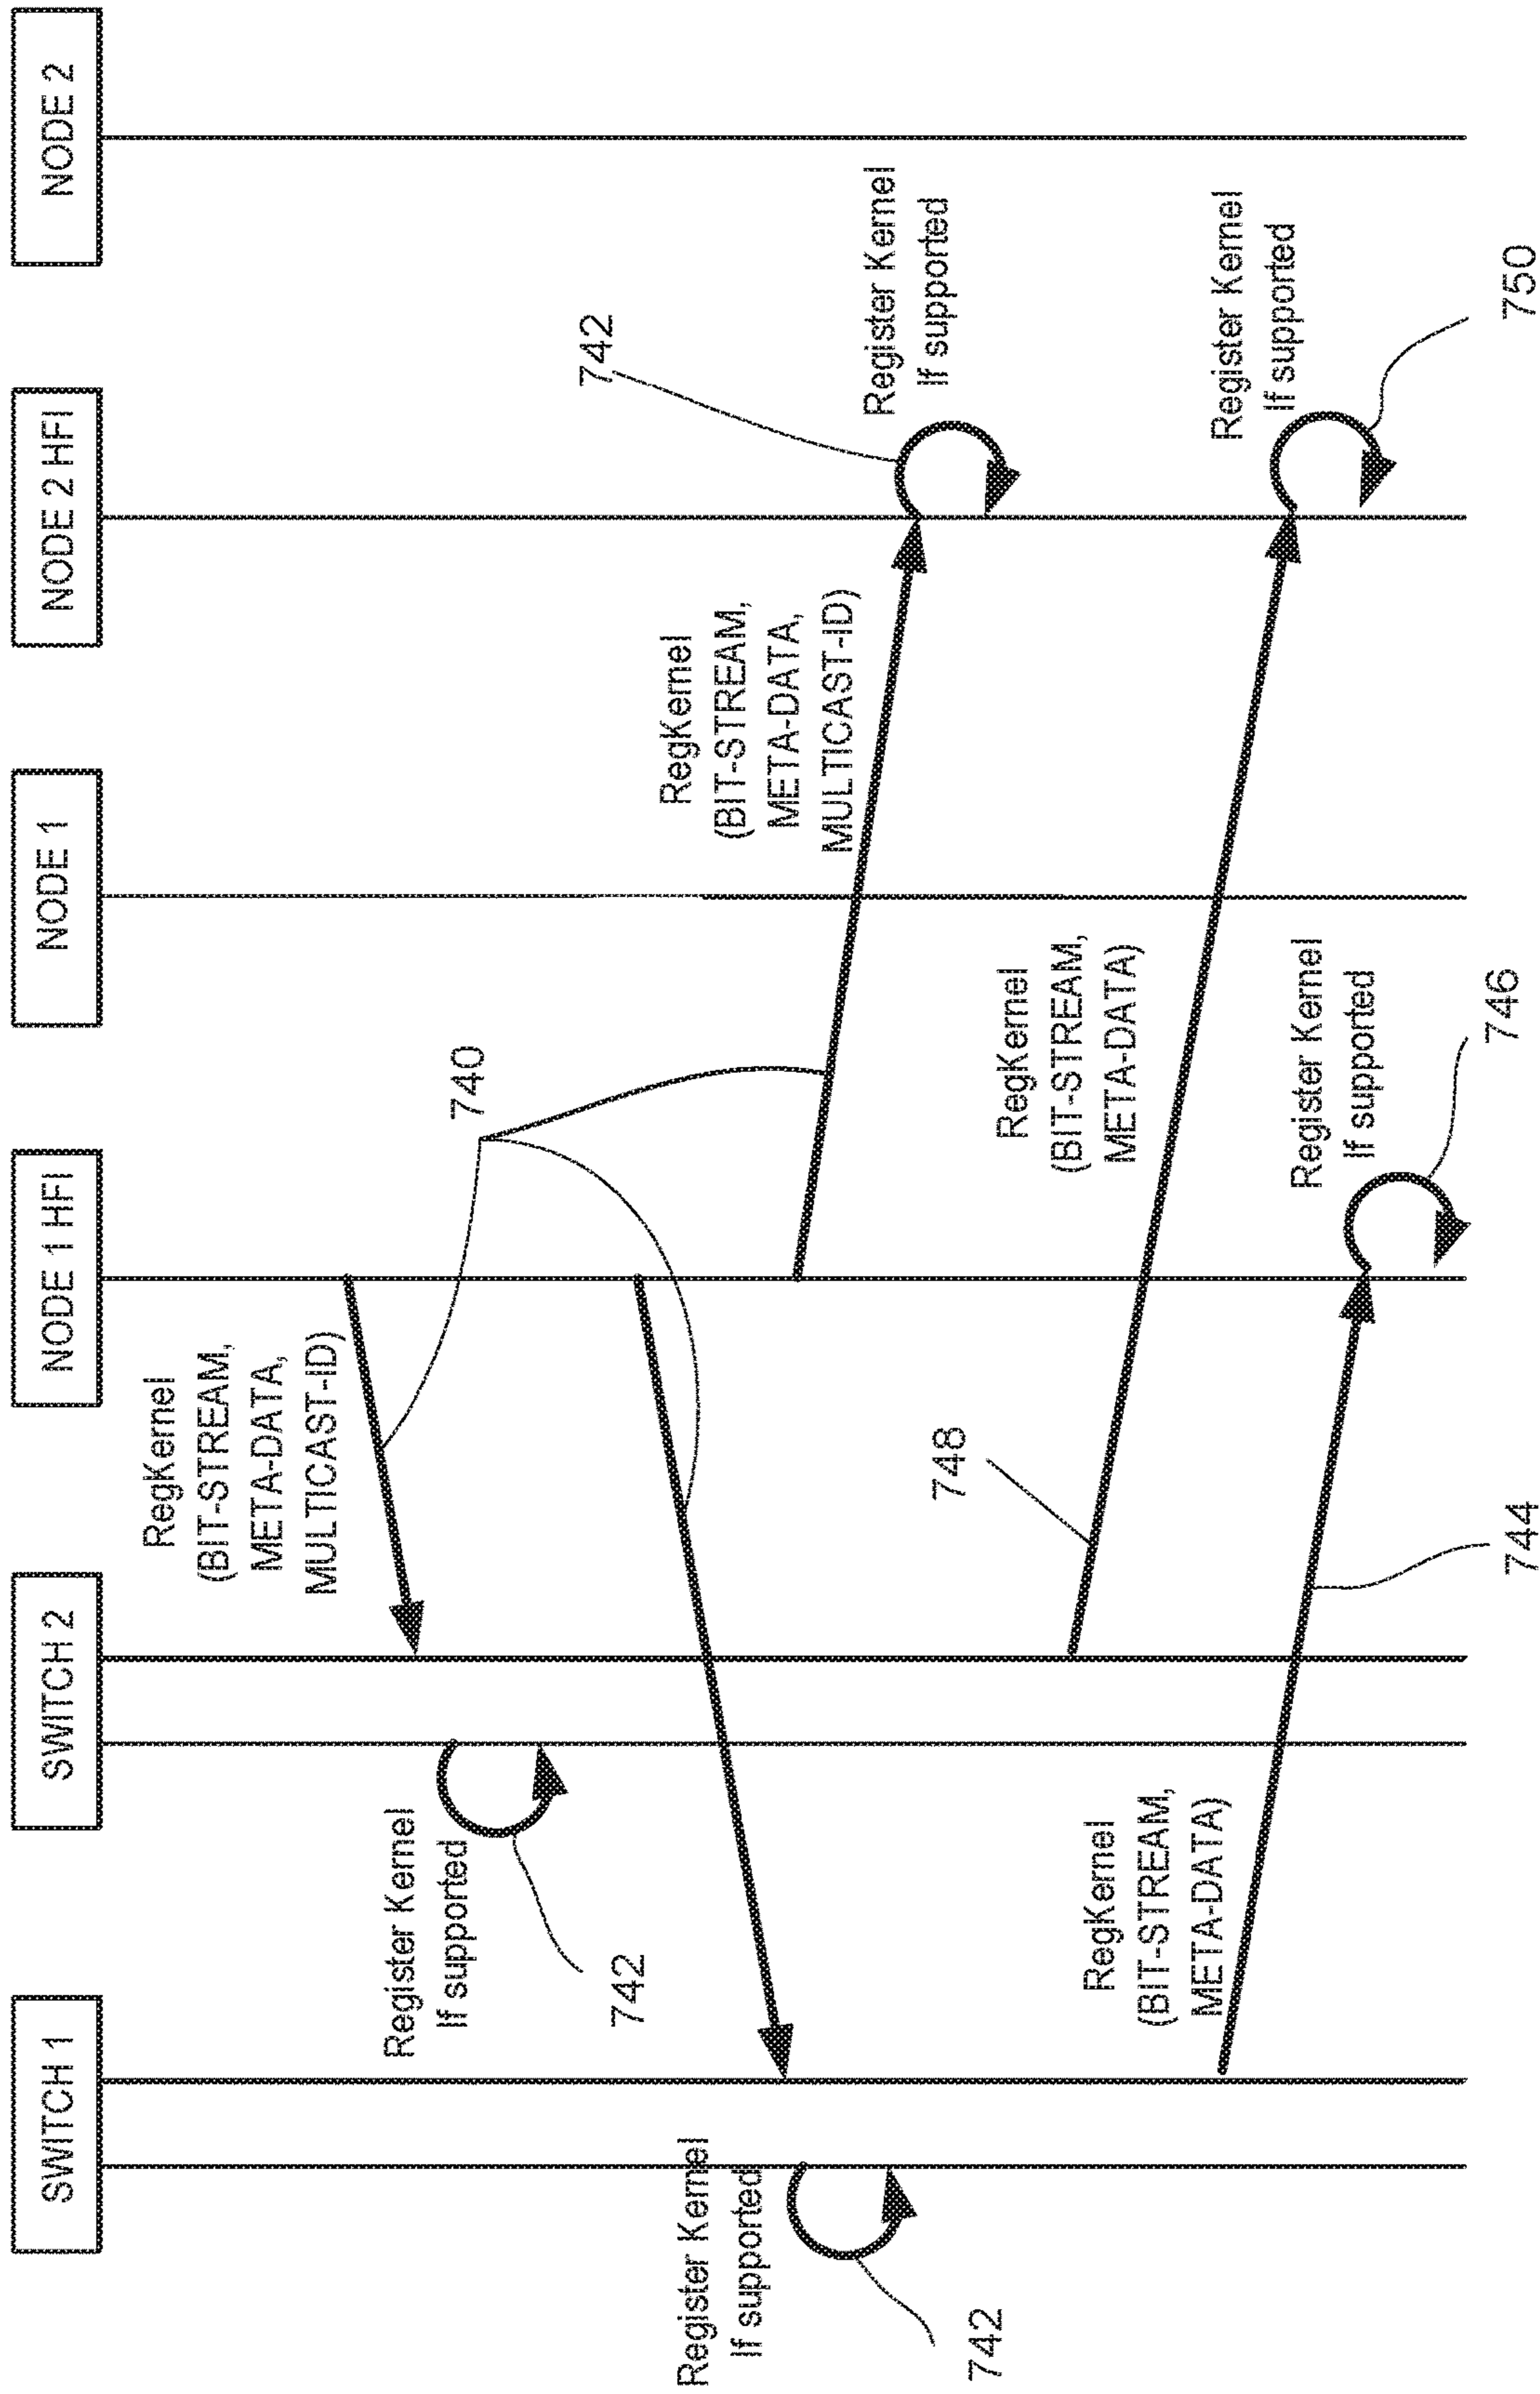 SWITCH 1
SWITCH 2
NODE 1 HFI
NODE 1
NODE 2 HFI
NODE 2
RegKernel
(BIT-STREAM,
META-DATA,
MULTICAST-ID)
740
742
Register Kernel
If supported
742
RegKernel
(BIT-STREAM,
META-DATA,
MULTICAST-ID)
Register Kernel
If supported
Register Kernel
If supported
742
748
RegKernel
(BIT-STREAM,
META-DATA)
RegKernel
(BIT-STREAM,
META-DATA)
Register Kernel
If supported
750
Register Kernel
If supported
746
744